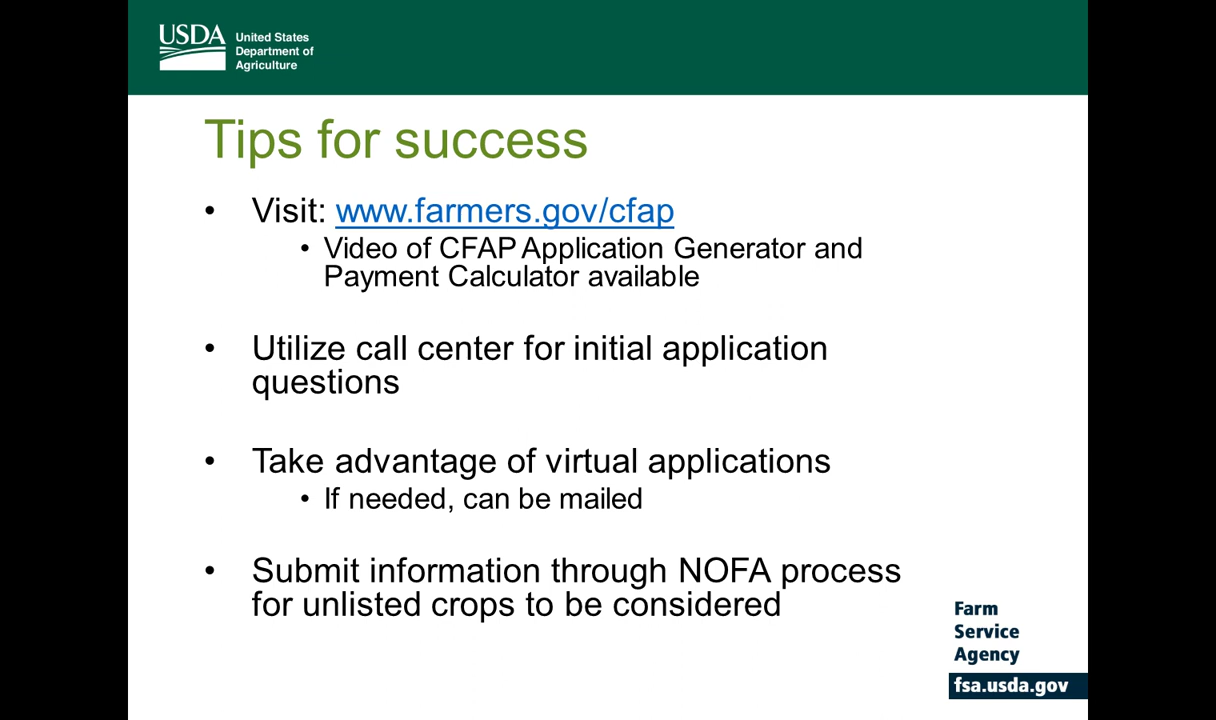 USDA
United States
Department of
Agriculture
Tips for success
• Visit: www.farmers.gov/cfap
• Video of CFAP Application Generator and
Payment Calculator available
• Utilize call center for initial application
questions
• Take advantage of virtual applications
• If needed, can be mailed
• Submit information through NOFA process
for unlisted crops to be considered
Farm
Service
Agency
fsa.usda.gov